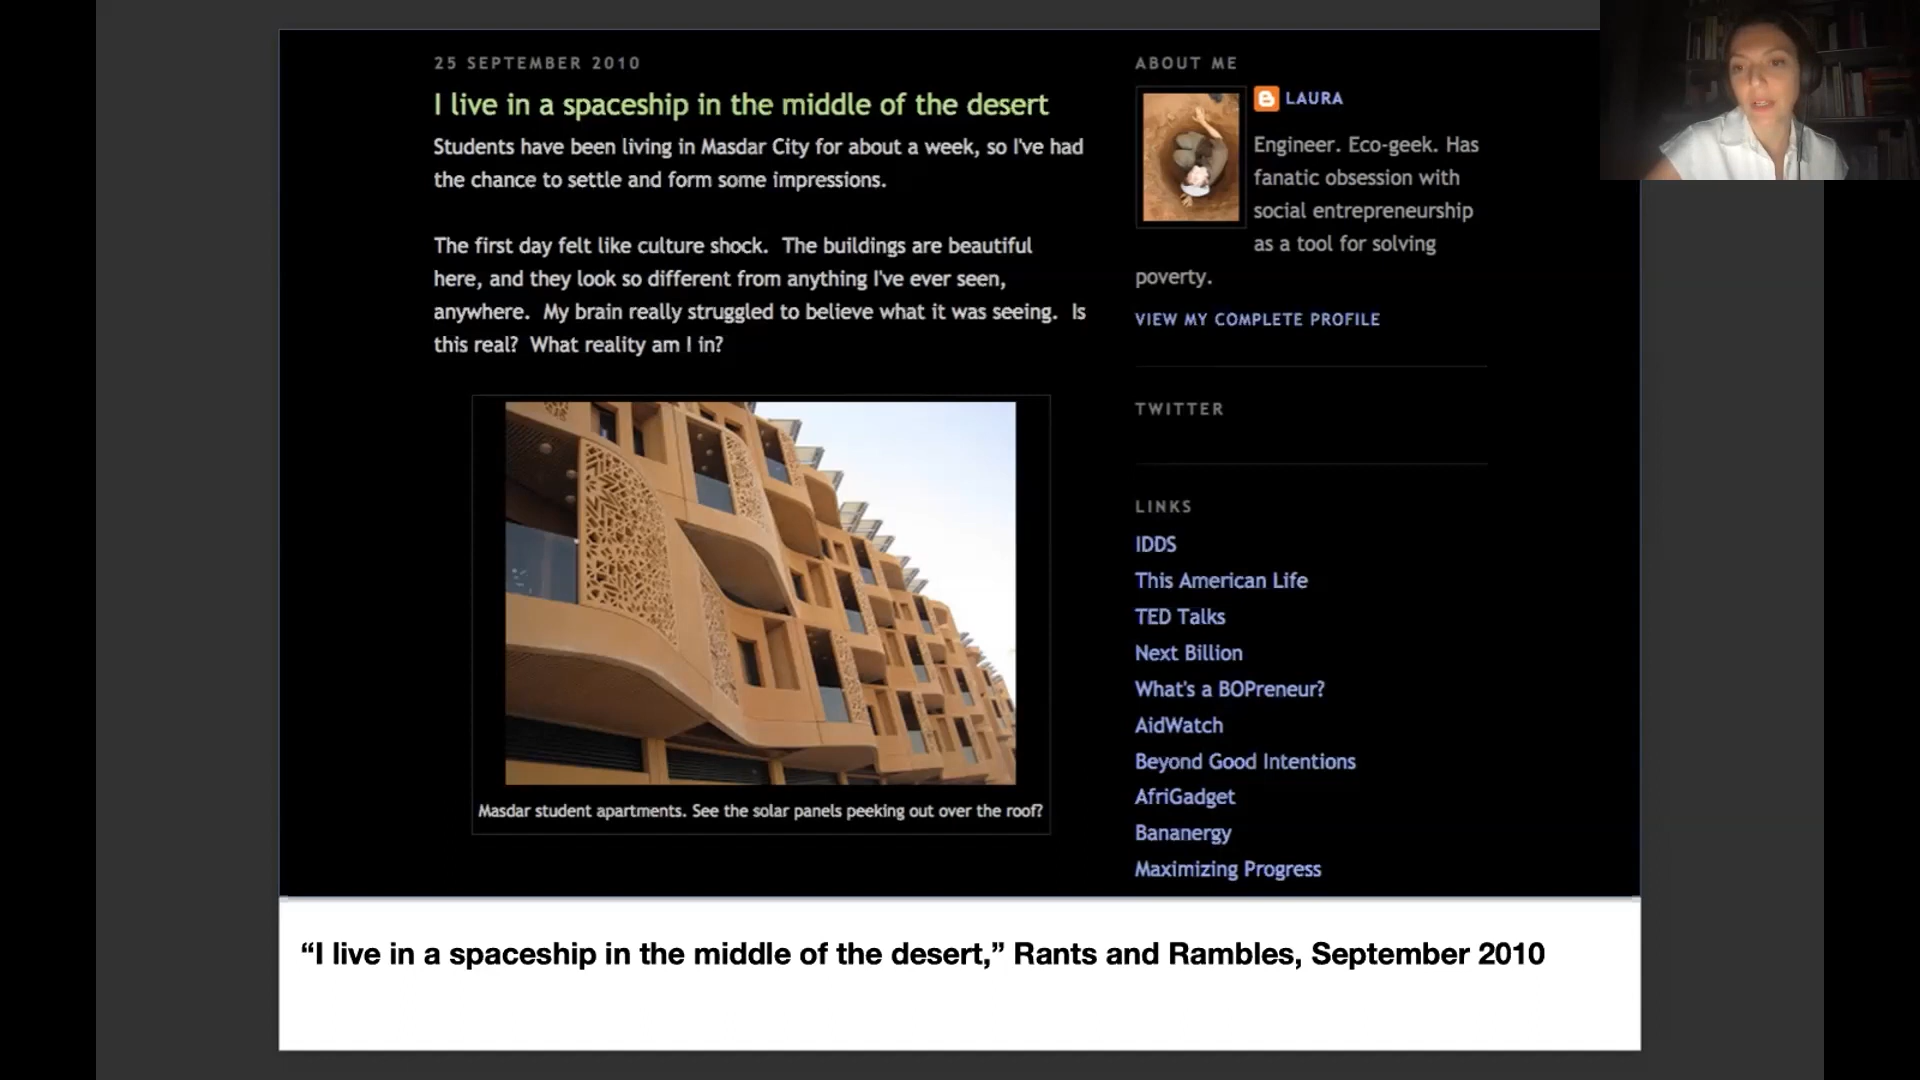 25 SEPTEMBER 2010
I live in a spaceship in the middle of the desert
Students have been living in Masdar City for about a week, so I've had
the chance to settle and form some impressions.
The first day felt like culture shock.  The buildings are beautiful
here, and they look so different from anything I've ever seen,
anywhere.  My brain really struggled to believe what it was seeing.  Is
this real?  What reality am I in?
Masdar student apartments. See the solar panels peeking out over the roof?
ABOUT ME
LAURA
Engineer. Eco-geek. Has
fanatic obsession with
social entrepreneurship
as a tool for solving
poverty.
VIEW MY COMPLETE PROFILE
TWITTER
LINKS
IDDS
This American Life
TED Talks
Next Billion
What's a BOPreneur?
AidWatch
Beyond Good Intentions
AfriGadget
Bananergy
Maximizing Progress
“I live in a spaceship in the middle of the desert,” Rants and Rambles, September 2010